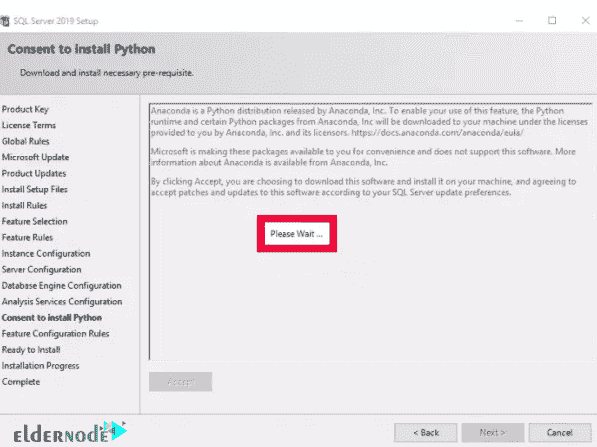 SQL Server 2019 Setup
Consent to install Python
Download and install necessary pre-requisite.
Product Key
License Terms
Global Rules
Microsoft Update
Product Updates
Install Setup Files
Install Rules
Feature Selection
Feature Rules
Instance Configuration
Server Configuration
Database Engine Configuration
Analysis Services Configuration
Consent to install Python
Feature Configuration Rules
Ready to Install
Installation Progress
Complete
Anaconda is a Python distribution released by Anaconda, Inc. To enable your use of this feature, the Python
runtime and certain Python packages from Anaconda, Inc will be downloaded to your machine under the licenses
provided to you by Anaconda, Inc. and its licensors. https://docs.anaconda.com/anaconda/eula/
Microsoft is making these packages available to you for convenience and does not support this software. More
information about Anaconda is available from Anaconda, Inc.
By clicking Accept, you are choosing to download this software and install it on your machine, and agreeing to
accept patches and updates to this software according to your SQL Server update preferences.
Please Wait ...
Accept
ELDERNODE
< Back
Next >
Cancel